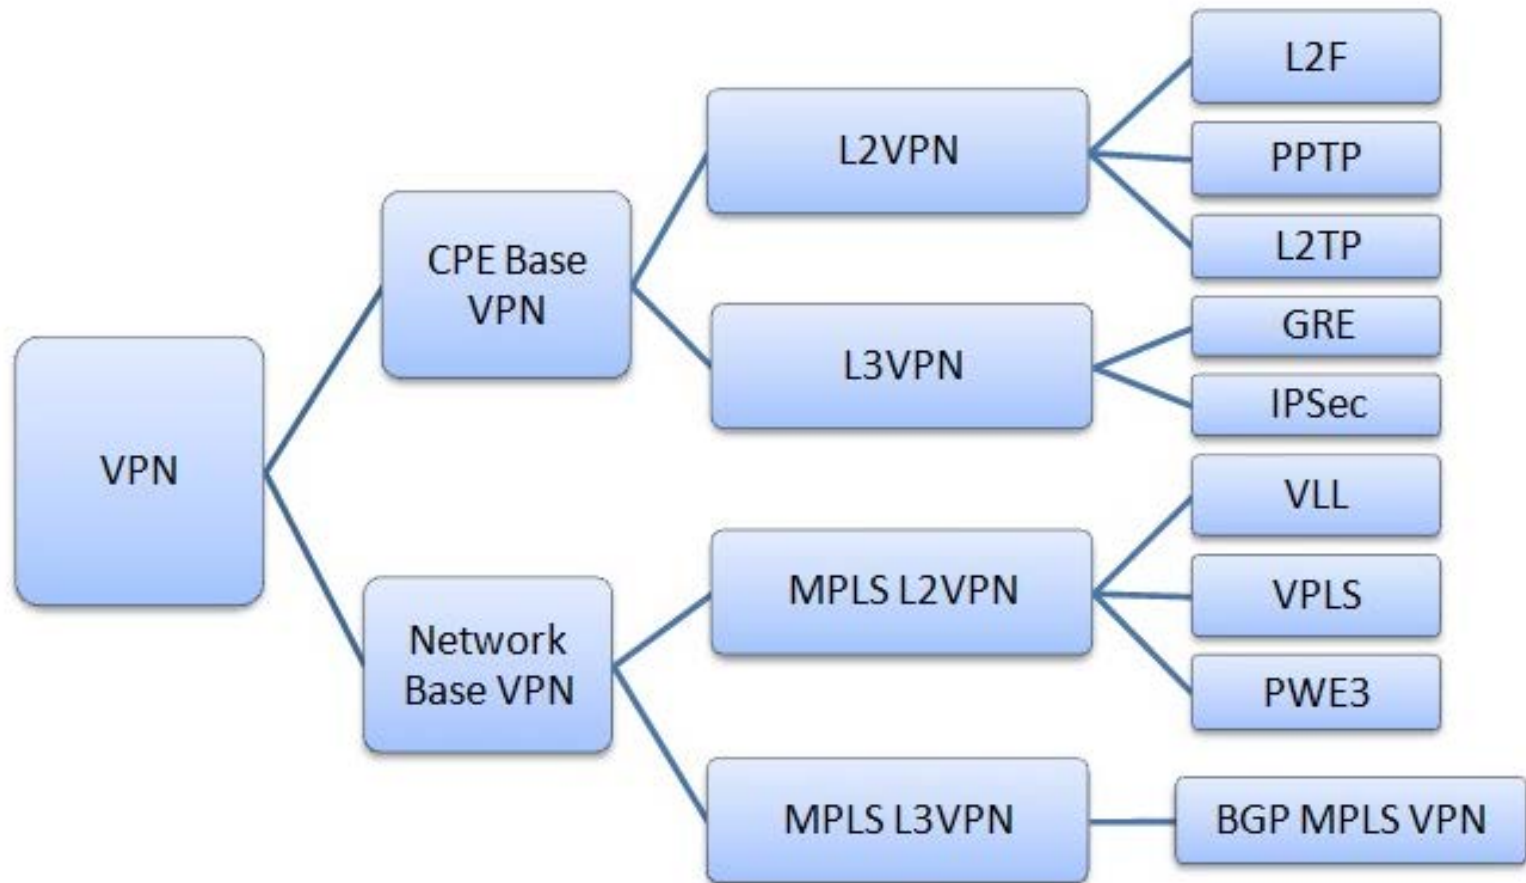 VPN
CPE Base
VPN
Network
Base VPN
L2VPN
L3VPN
MPLS L2VPN
MPLS L3VPN
L2F
PPTP
L2TP
GRE
IPSec
VLL
VPLS
PWE3
BGP MPLS VPN